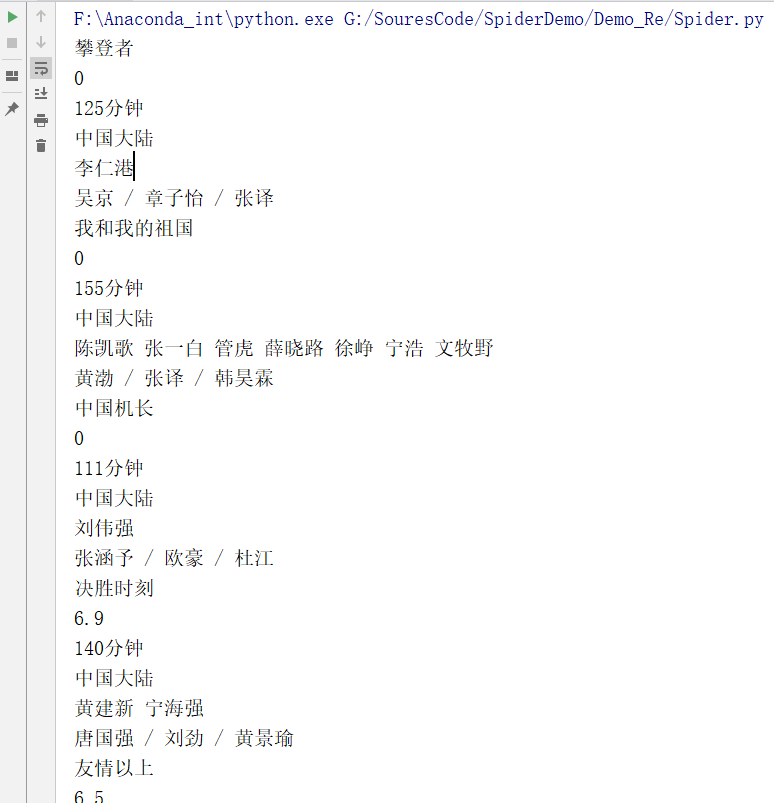 F:\Anaconda_int\python.exe G:/SouresCode/SpiderDemo/Demo_Re/Spider.py
攀登者
0
125分钟
中国大陆
李仁港
吴京 / 章子怡 / 张译
我和我的祖国
0
155分钟
中国大陆
陈凯歌 张一白 管虎 薛晓路 徐峥 宁浩 文牧野
黄渤 / 张译 / 韩昊霖
中国机长
0
111分钟
中国大陆
刘伟强
张涵予 / 欧豪 / 杜江
决胜时刻
6.9
140分钟
中国大陆
黄建新 宁海强
唐国强 / 刘劲 / 黄景瑜
友情以上
6.5